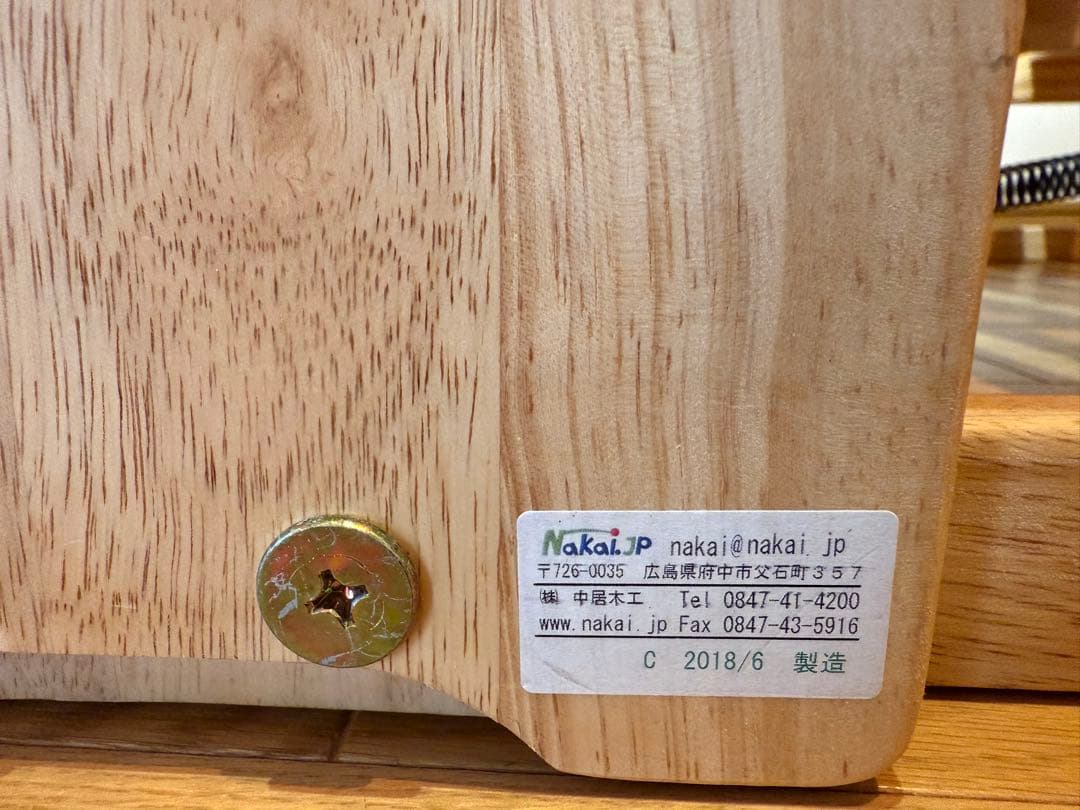 Nakai.JP nakai@nakai.jp
〒726-0035 広島県府中市父石町３５７
㈱ 中居木工 Tel 0847-41-4200
www.nakai.jp Fax 0847-43-5916
C 2018/6 製造